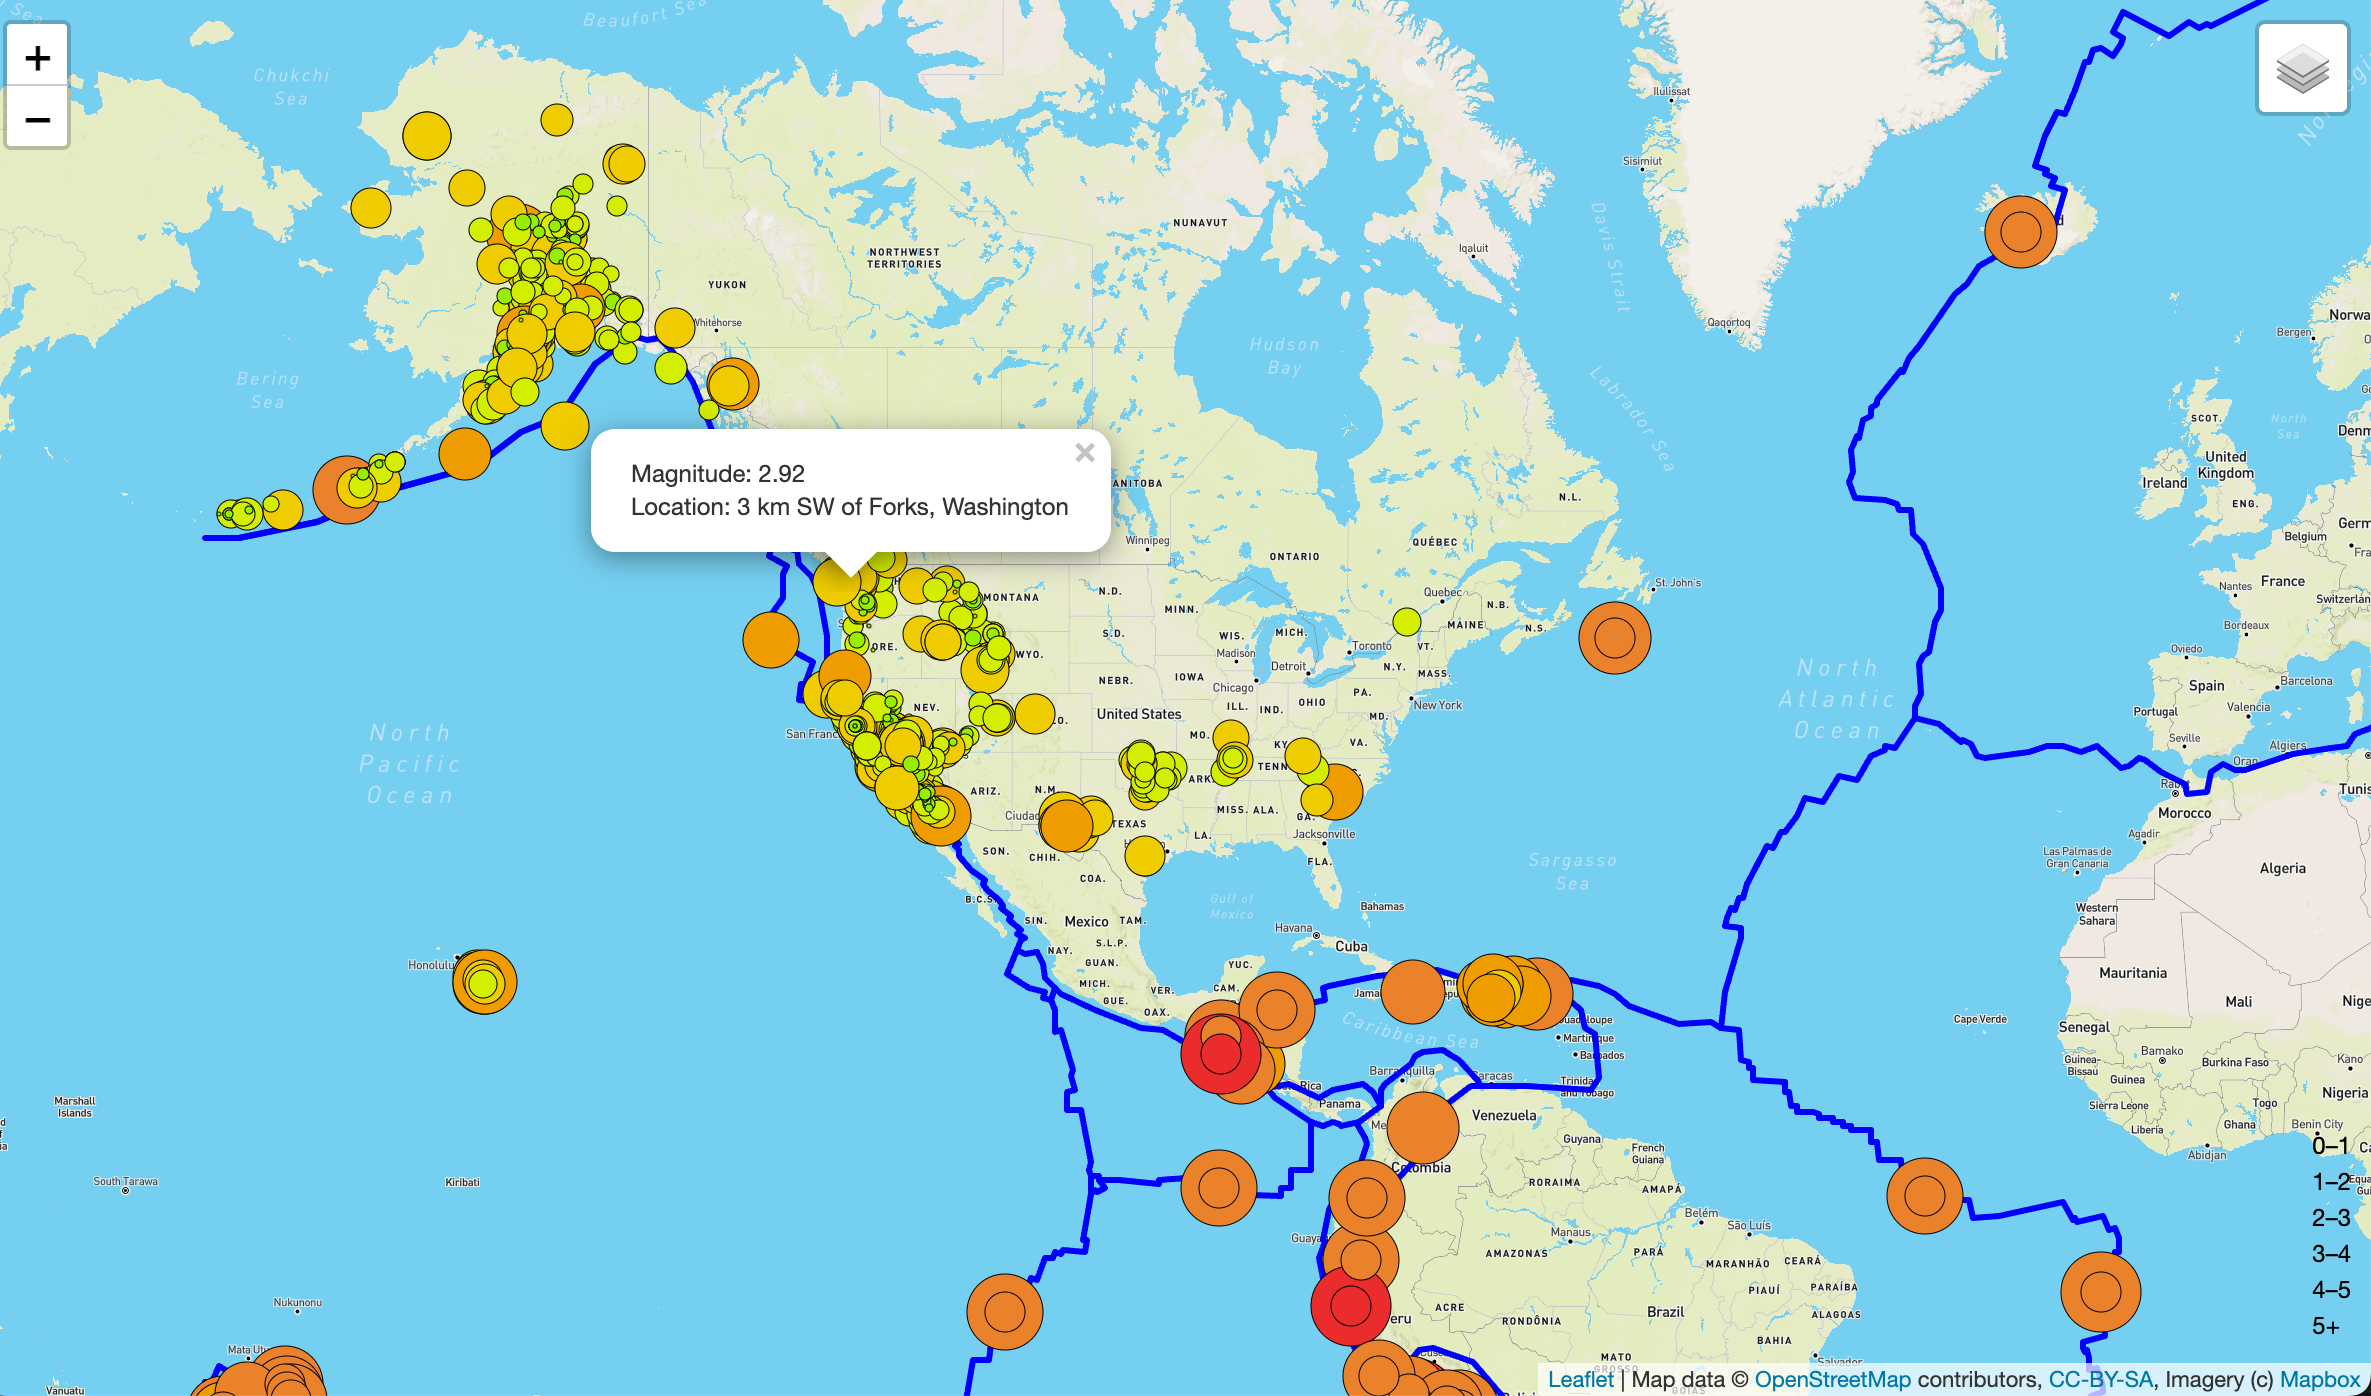 +
−
Beaufort Sea
Chukchi
Sea
Ilulissat
Sisimiut
NUNAVUT
Iqaluit
Davis Strait
NORTHWEST
TERRITORIES
YUKON
Whitehorse
Qaqortoq
Norwa
Bergen
Hudson
Bay
Bering
Sea
Labrador Sea
SCOT.
North
Sea
Denm
United
Kingdom
Ireland
ENG.
Magnitude: 2.92
Location: 3 km SW of Forks, Washington
×
ANITOBA
N.L.
Winnipeg
ONTARIO
QUÉBEC
Germ
Belgium
Fra
France
Nantes
Switzerlan
St. John's
Quebec
MONTANA
N.D.
MINN.
N.B.
MAINE
N.S.
Bordeaux
S.D.
WIS.
MICH.
Madison
Toronto
VT.
ORE.
WYO.
Detroit
N.Y.
MASS.
Oviedo
NEBR.
IOWA
Chicago
PA.
Spain
Barcelona
North
Atlantic
Ocean
NEV.
United States
ILL.
IND.
OHIO
MD.
New York
Portugal
Valencia
San Franc
MO.
KY
VA.
Seville
Algiers
North
Pacific
Ocean
Oran
ARK
TENN
Rab
Tunis
ARIZ.
N.M.
MISS.
ALA.
GA.
Morocco
Ciudad
TEXAS
LA.
Jacksonville
Agadir
SON.
CHIH.
FLA.
Las Palmas de
Gran Canaria
Algeria
Sargasso
Sea
COA.
B.C.S.
Gulf of
Mexico
Bahamas
Western
Sahara
SIN.
Mexico
TAM.
Havana
Cuba
NAY.
S.L.P.
GUAN.
YUC.
Honolulu
Mauritania
MICH.
VER.
CAM.
Jamai
Mali
Nige
GUE.
OAX.
Guadeloupe
Cape Verde
Senegal
Caribbean Sea
Martinique
Barbados
Guinea-
Bissau
Bamako
Burkina Faso
Kano
Barranquilla
Caracas
Trinidad
and Tobago
Guinea
Nigeria
Marshall
Islands
Panama
Venezuela
Sierra Leone
Togo
Ghana
Benin City
Liberia
Guyana
French
Guiana
Abidjan
Colombia
South Tarawa
Kiribati
RORAIMA
AMAPÁ
Belém
São Luís
Guaya
Manaus
AMAZONAS
PARÁ
MARANHÃO
CEARÁ
PIAUÍ
PARAÍBA
Nukunonu
ACRE
Brazil
ALAGOAS
eru
RONDÔNIA
BAHIA
Mata Utu
MATO
GROSSO
Salvador
GOIÁS
Vanuatu
0–1
1–2
2–3
3–4
4–5
5+
Leaflet | Map data © OpenStreetMap contributors, CC-BY-SA, Imagery (c) Mapbox